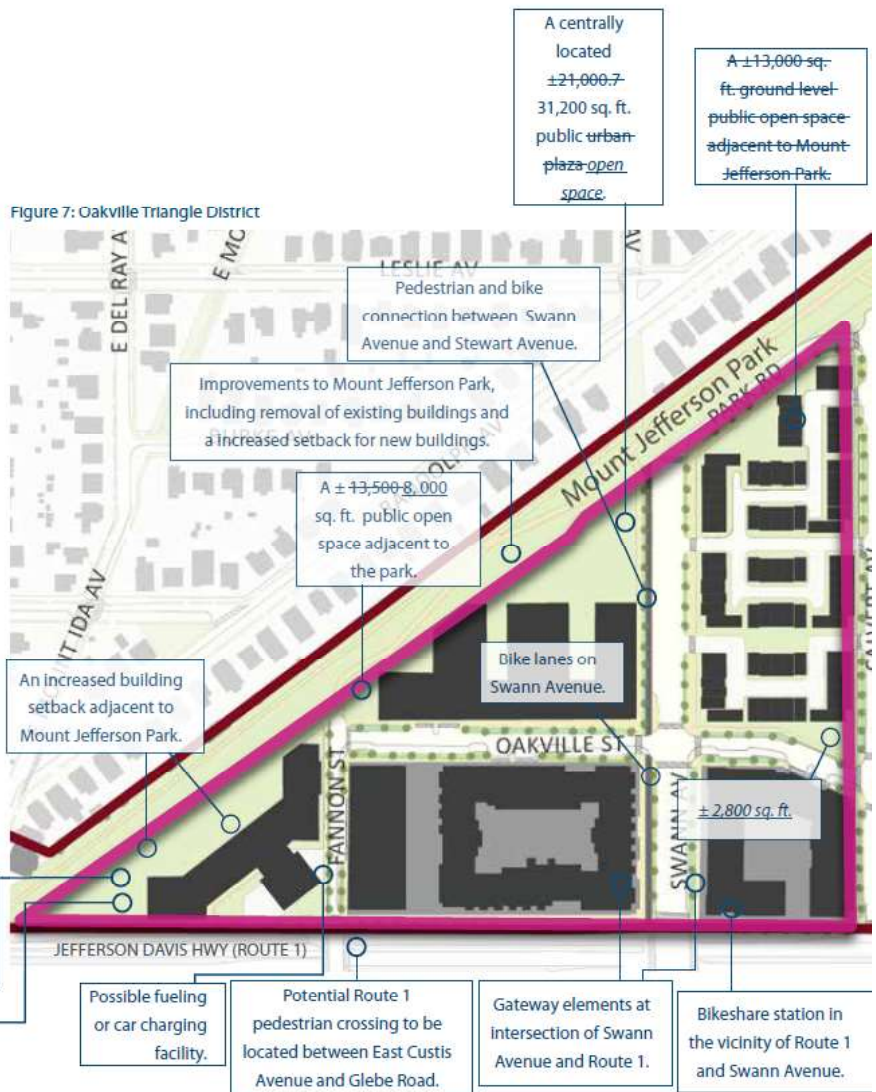 A centrally
located
±21,000.7
31,200 sq. ft.
public urban
plaza open
space.
A ±13,000 sq.
ft. ground level
public open space
adjacent to Mount
Jefferson Park.
Figure 7: Oakville Triangle District
E DEL RAY A
E MO
LESLIE AV
AV
Pedestrian and bike
connection between Swann
Avenue and Stewart Avenue.
Improvements to Mount Jefferson Park,
including removal of existing buildings and
a increased setback for new buildings.
Mount Jefferson Park
PARK RD
A ± 13,500 8,000
sq. ft. public open
space adjacent to
the park.
MOUNT IDA AV
An increased building
setback adjacent to
Mount Jefferson Park.
Bike lanes on
Swann Avenue.
CALVERT AV
OAKVILLE ST
FANNON ST
SWANN AV
± 2,800 sq. ft.
JEFFERSON DAVIS HWY (ROUTE 1)
Possible fueling
or car charging
facility.
Potential Route 1
pedestrian crossing to be
located between East Custis
Avenue and Glebe Road.
Gateway elements at
intersection of Swann
Avenue and Route 1.
Bikeshare station in
the vicinity of Route 1
and Swann Avenue.